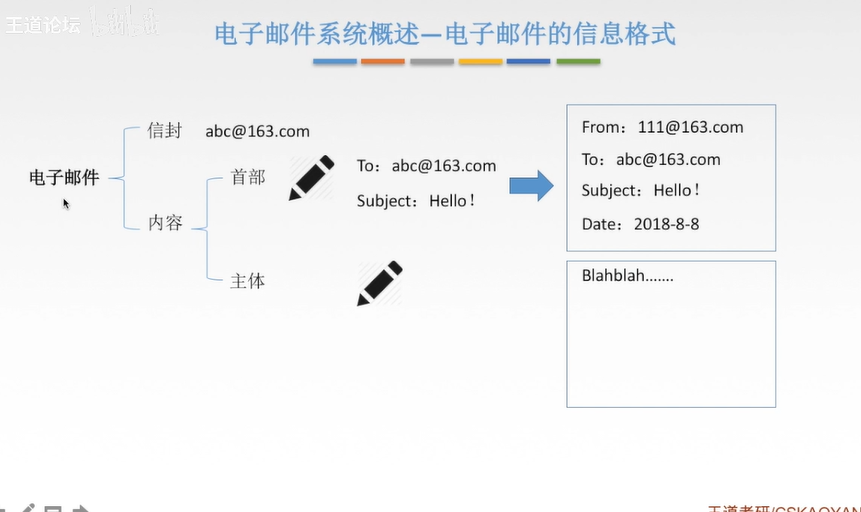 王道论坛 bilibili
电子邮件系统概述—电子邮件的信息格式
电子邮件
信封 abc@163.com
内容
首部
To：abc@163.com
Subject：Hello！
主体
From：111@163.com
To：abc@163.com
Subject：Hello！
Date：2018-8-8
Blahblah.......
王道考研/CSKAOYAN